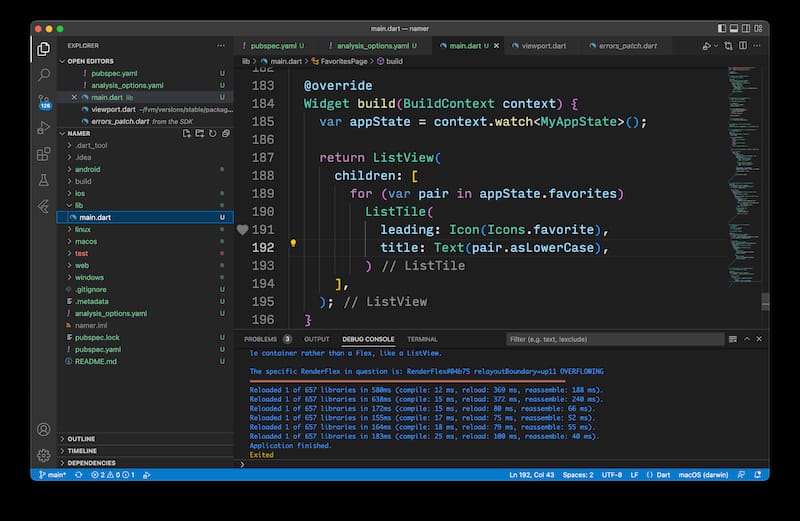 main.dart — namer
EXPLORER
OPEN EDITORS
pubspec.yaml U
analysis_options.yaml U
main.dart lib U
viewport.dart ~/fvm/versions/stable/packag...
errors_patch.dart from the SDK
126
NAMER
.dart_tool
.idea
android
build
ios
lib
main.dart U
linux
macos
test
web
windows
.gitignore U
.metadata U
analysis_options.yaml U
namer.iml
pubspec.lock U
pubspec.yaml U
README.md U
OUTLINE
TIMELINE
DEPENDENCIES
pubspec.yaml U
analysis_options.yaml U
main.dart U
viewport.dart
errors_patch.dart
lib > main.dart > FavoritesPage > build
182
183 @override
184 Widget build(BuildContext context) {
185 var appState = context.watch<MyAppState>();
186
187 return ListView(
188 children: [
189 for (var pair in appState.favorites)
190 ListTile(
191 leading: Icon(Icons.favorite),
192 title: Text(pair.asLowerCase),
193 ) // ListTile
194 ],
195 ); // ListView
196 }
PROBLEMS 3 OUTPUT DEBUG CONSOLE TERMINAL Filter (e.g. text, !exclude)
le container rather than a Flex, like a ListView.
The specific RenderFlex in question is: RenderFlex#04b75 relayoutBoundary=up11 OVERFLOWING
Reloaded 1 of 657 libraries in 580ms (compile: 12 ms, reload: 369 ms, reassemble: 188 ms).
Reloaded 1 of 657 libraries in 638ms (compile: 15 ms, reload: 372 ms, reassemble: 240 ms).
Reloaded 1 of 657 libraries in 172ms (compile: 15 ms, reload: 80 ms, reassemble: 66 ms).
Reloaded 1 of 657 libraries in 155ms (compile: 17 ms, reload: 75 ms, reassemble: 52 ms).
Reloaded 1 of 657 libraries in 164ms (compile: 18 ms, reload: 79 ms, reassemble: 55 ms).
Reloaded 1 of 657 libraries in 183ms (compile: 25 ms, reload: 100 ms, reassemble: 40 ms).
Application finished.
Exited
main* 2 0 1 Ln 192, Col 43 Spaces: 2 UTF-8 LF {} Dart macOS (darwin)